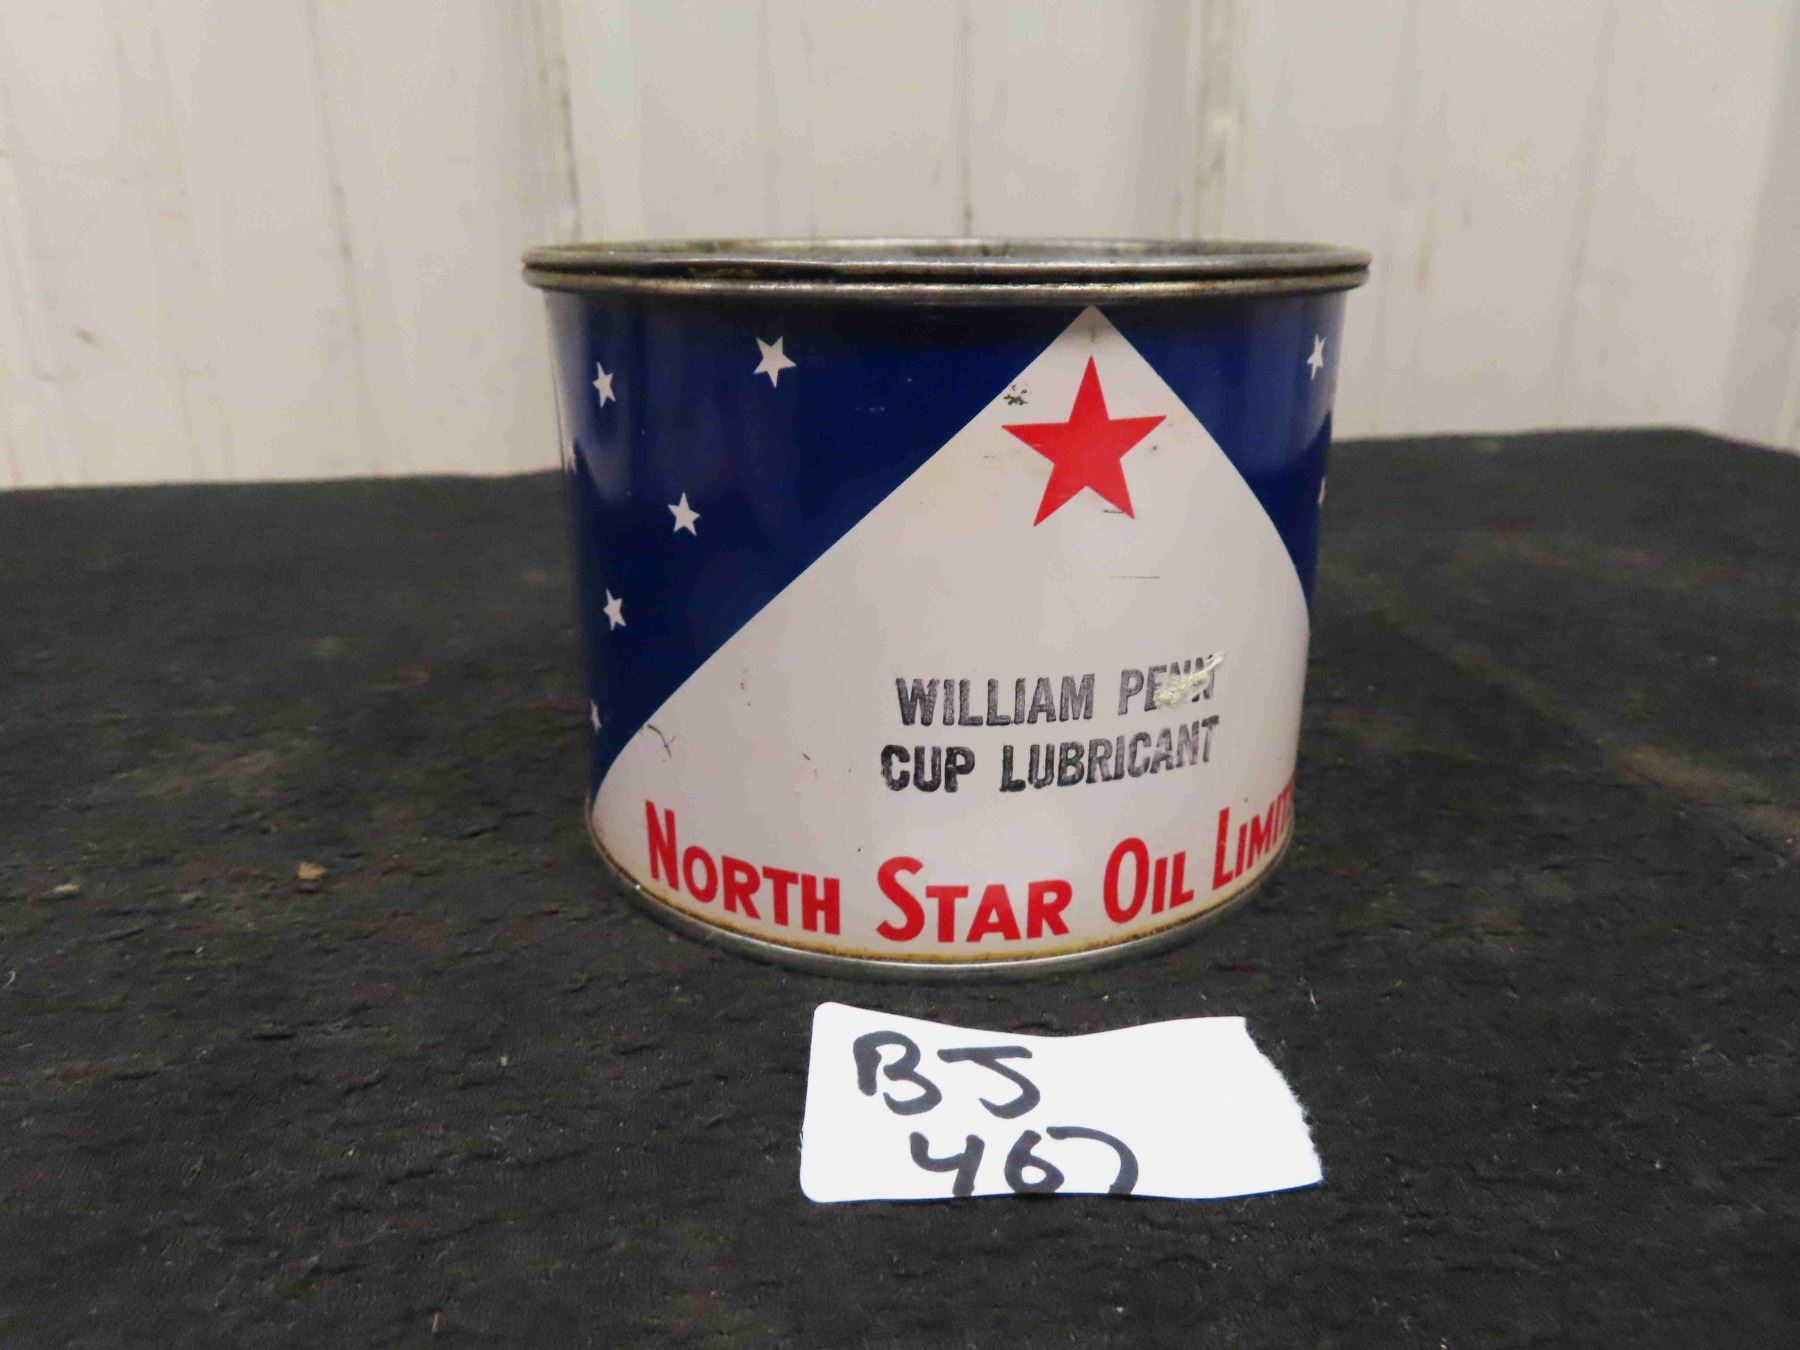 WILLIAM PENN
CUP LUBRICANT
NORTH STAR OIL LIMIT
BJ
467